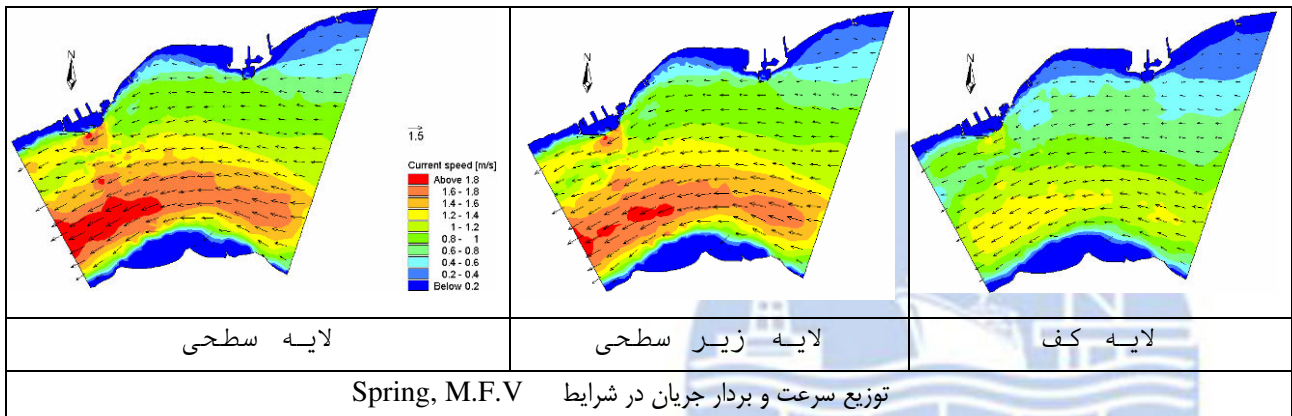 N
1.5
Current speed [m/s]
Above 1.8
1.6 - 1.8
1.4 - 1.6
1.2 - 1.4
1 - 1.2
0.8 - 1
0.6 - 0.8
0.4 - 0.6
0.2 - 0.4
Below 0.2
N
N
لایه سطحی
لایه زیر سطحی
لایه کف
توزیع سرعت و بردار جریان در شرایط Spring, M.F.V